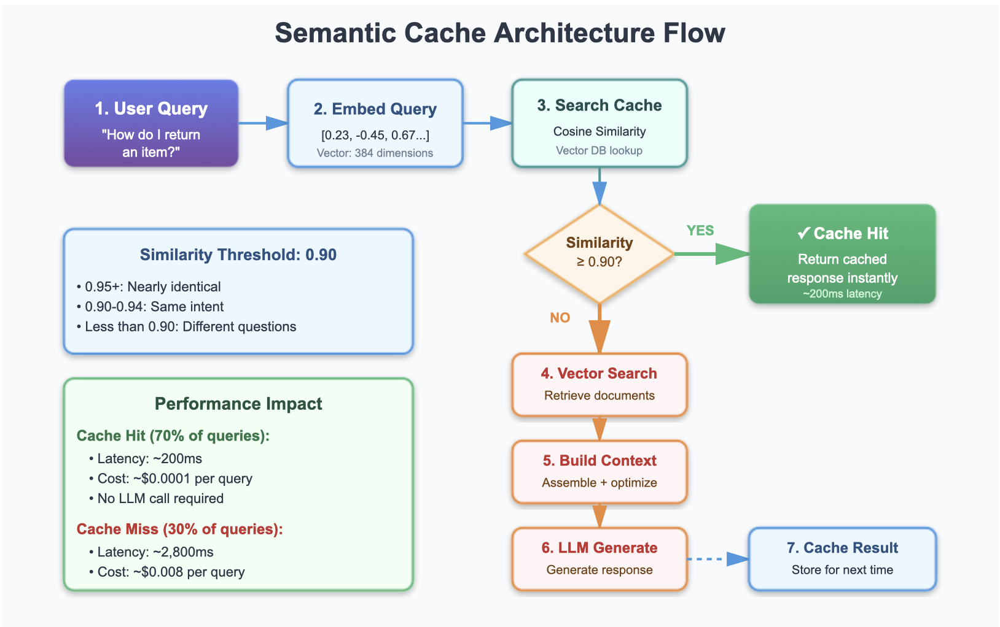 Semantic Cache Architecture Flow
1. User Query
"How do I return
an item?"
2. Embed Query
[0.23, -0.45, 0.67...]
Vector: 384 dimensions
3. Search Cache
Cosine Similarity
Vector DB lookup
Similarity
≥ 0.90?
YES
✓ Cache Hit
Return cached
response instantly
~200ms latency
NO
Similarity Threshold: 0.90
• 0.95+: Nearly identical
• 0.90-0.94: Same intent
• Less than 0.90: Different questions
4. Vector Search
Retrieve documents
5. Build Context
Assemble + optimize
6. LLM Generate
Generate response
7. Cache Result
Store for next time
Performance Impact
Cache Hit (70% of queries):
• Latency: ~200ms
• Cost: ~$0.0001 per query
• No LLM call required
Cache Miss (30% of queries):
• Latency: ~2,800ms
• Cost: ~$0.008 per query